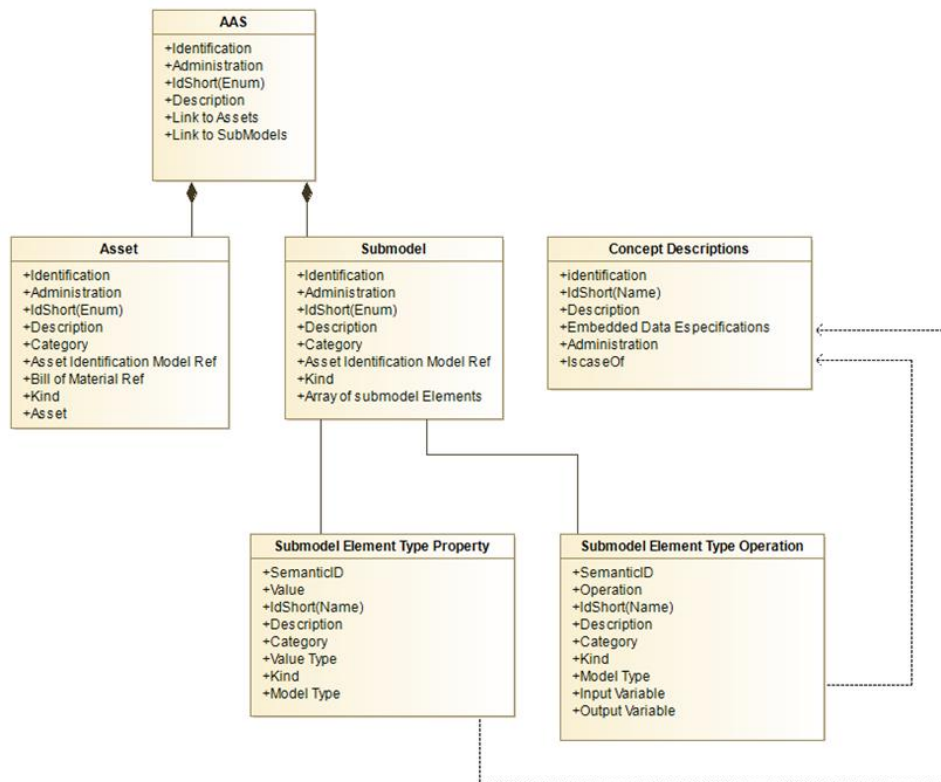 AAS
+Identification
+Administration
+IdShort(Enum)
+Description
+Link to Assets
+Link to SubModels
Asset
+Identification
+Administration
+IdShort(Enum)
+Description
+Category
+Asset Identification Model Ref
+Bill of Material Ref
+Kind
+Asset
Submodel
+Identification
+Administration
+IdShort(Enum)
+Description
+Category
+Asset Identification Model Ref
+Kind
+Array of submodel Elements
Concept Descriptions
+identification
+IdShort(Name)
+Description
+Embedded Data Especifications
+Administration
+IscaseOf
Submodel Element Type Property
+SemanticID
+Value
+IdShort(Name)
+Description
+Category
+Value Type
+Kind
+Model Type
Submodel Element Type Operation
+SemanticID
+Operation
+IdShort(Name)
+Description
+Category
+Kind
+Model Type
+Input Variable
+Output Variable